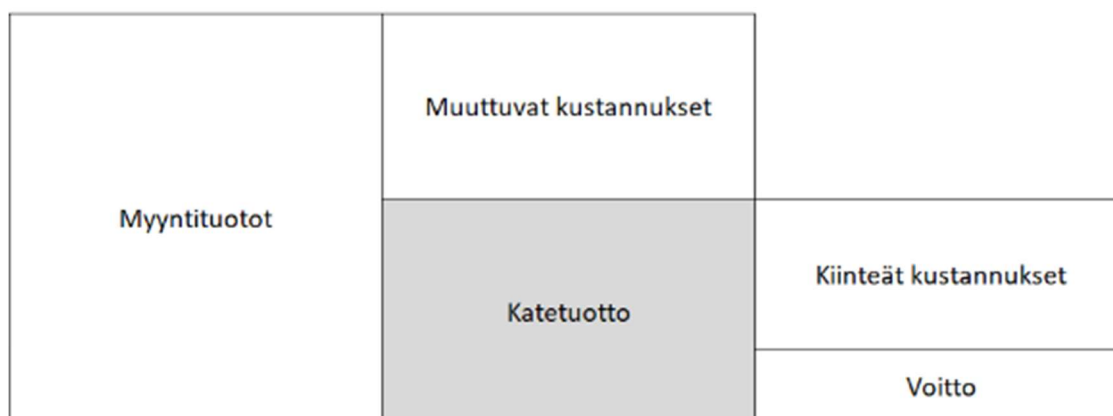 Muuttuvat kustannukset
Myyntituotot
Kiinteät kustannukset
Katetuotto
Voitto